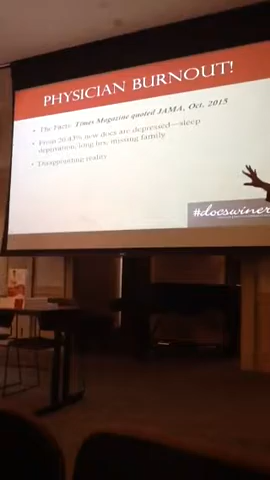 PHYSICIAN BURNOUT!
• The Facts: Times Magazine quoted JAMA, Oct, 2015
• From 20-43% new docs are depressed—sleep
deprivation, long hrs, missing family
• Disappointing reality
#docswiner